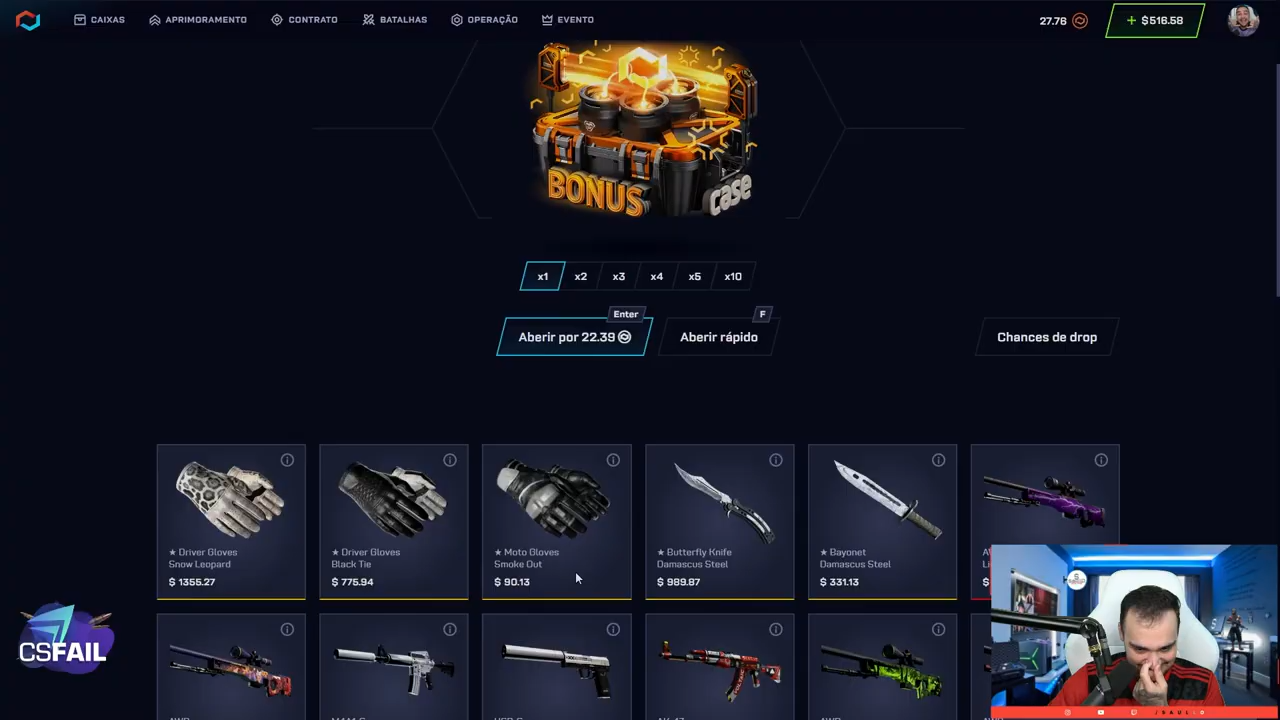 CAIXAS
APRIMORAMENTO
CONTRATO
BATALHAS
OPERAÇÃO
EVENTO
27.76
+ $516.58
BONUS
case
x1
x2
x3
x4
x5
x10
Enter
F
Aberir por 22.39
Aberir rápido
Chances de drop
★ Driver Gloves
Snow Leopard
$ 1355.27
★ Driver Gloves
Black Tie
$ 775.94
★ Moto Gloves
Smoke Out
$ 90.13
★ Butterfly Knife
Damascus Steel
$ 989.87
★ Bayonet
Damascus Steel
$ 331.13
CSFAIL